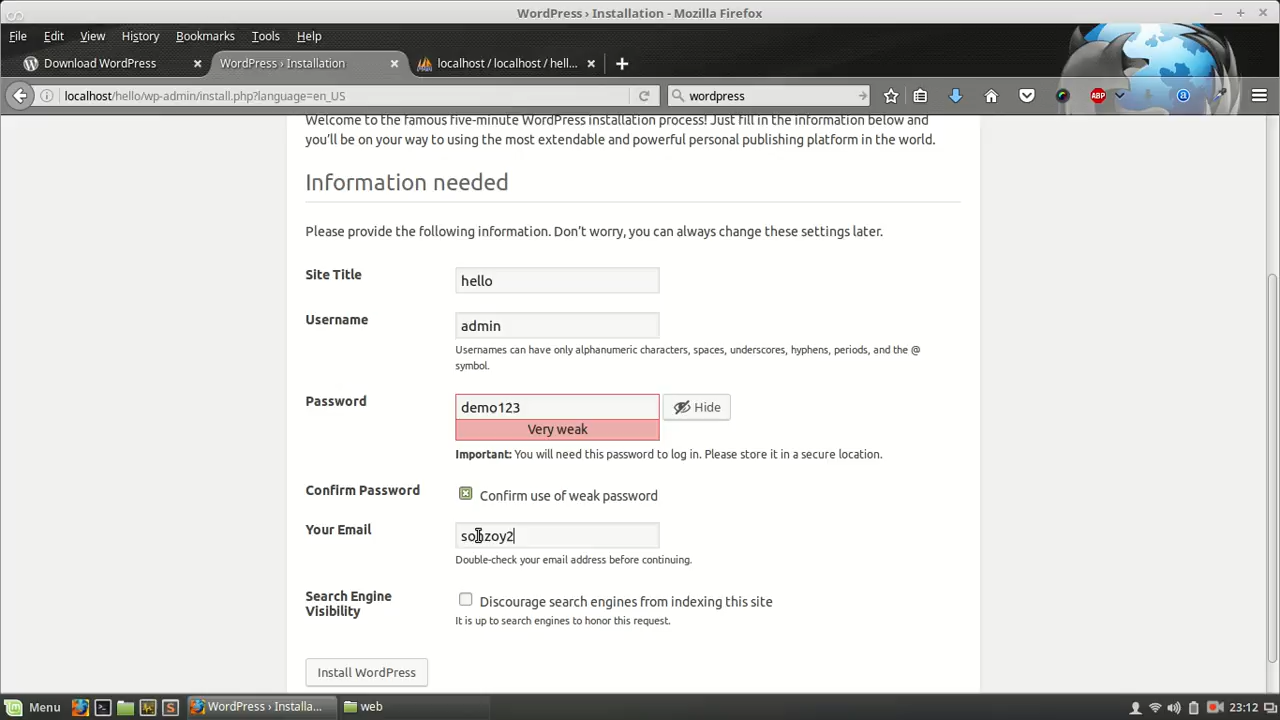 WordPress › Installation - Mozilla Firefox
File Edit View History Bookmarks Tools Help
Download WordPress
WordPress › Installation
localhost / localhost / hell...
localhost/hello/wp-admin/install.php?language=en_US
wordpress
ABP
Welcome to the famous five-minute WordPress installation process! Just fill in the information below and
you’ll be on your way to using the most extendable and powerful personal publishing platform in the world.
Information needed
Please provide the following information. Don’t worry, you can always change these settings later.
Site Title
hello
Username
admin
Usernames can have only alphanumeric characters, spaces, underscores, hyphens, periods, and the @
symbol.
Password
demo123
Hide
Very weak
Important: You will need this password to log in. Please store it in a secure location.
Confirm Password
Confirm use of weak password
Your Email
Double-check your email address before continuing.
Search Engine
Visibility
Discourage search engines from indexing this site
It is up to search engines to honor this request.
Install WordPress
Menu
WordPress › Installa...
web
23:12